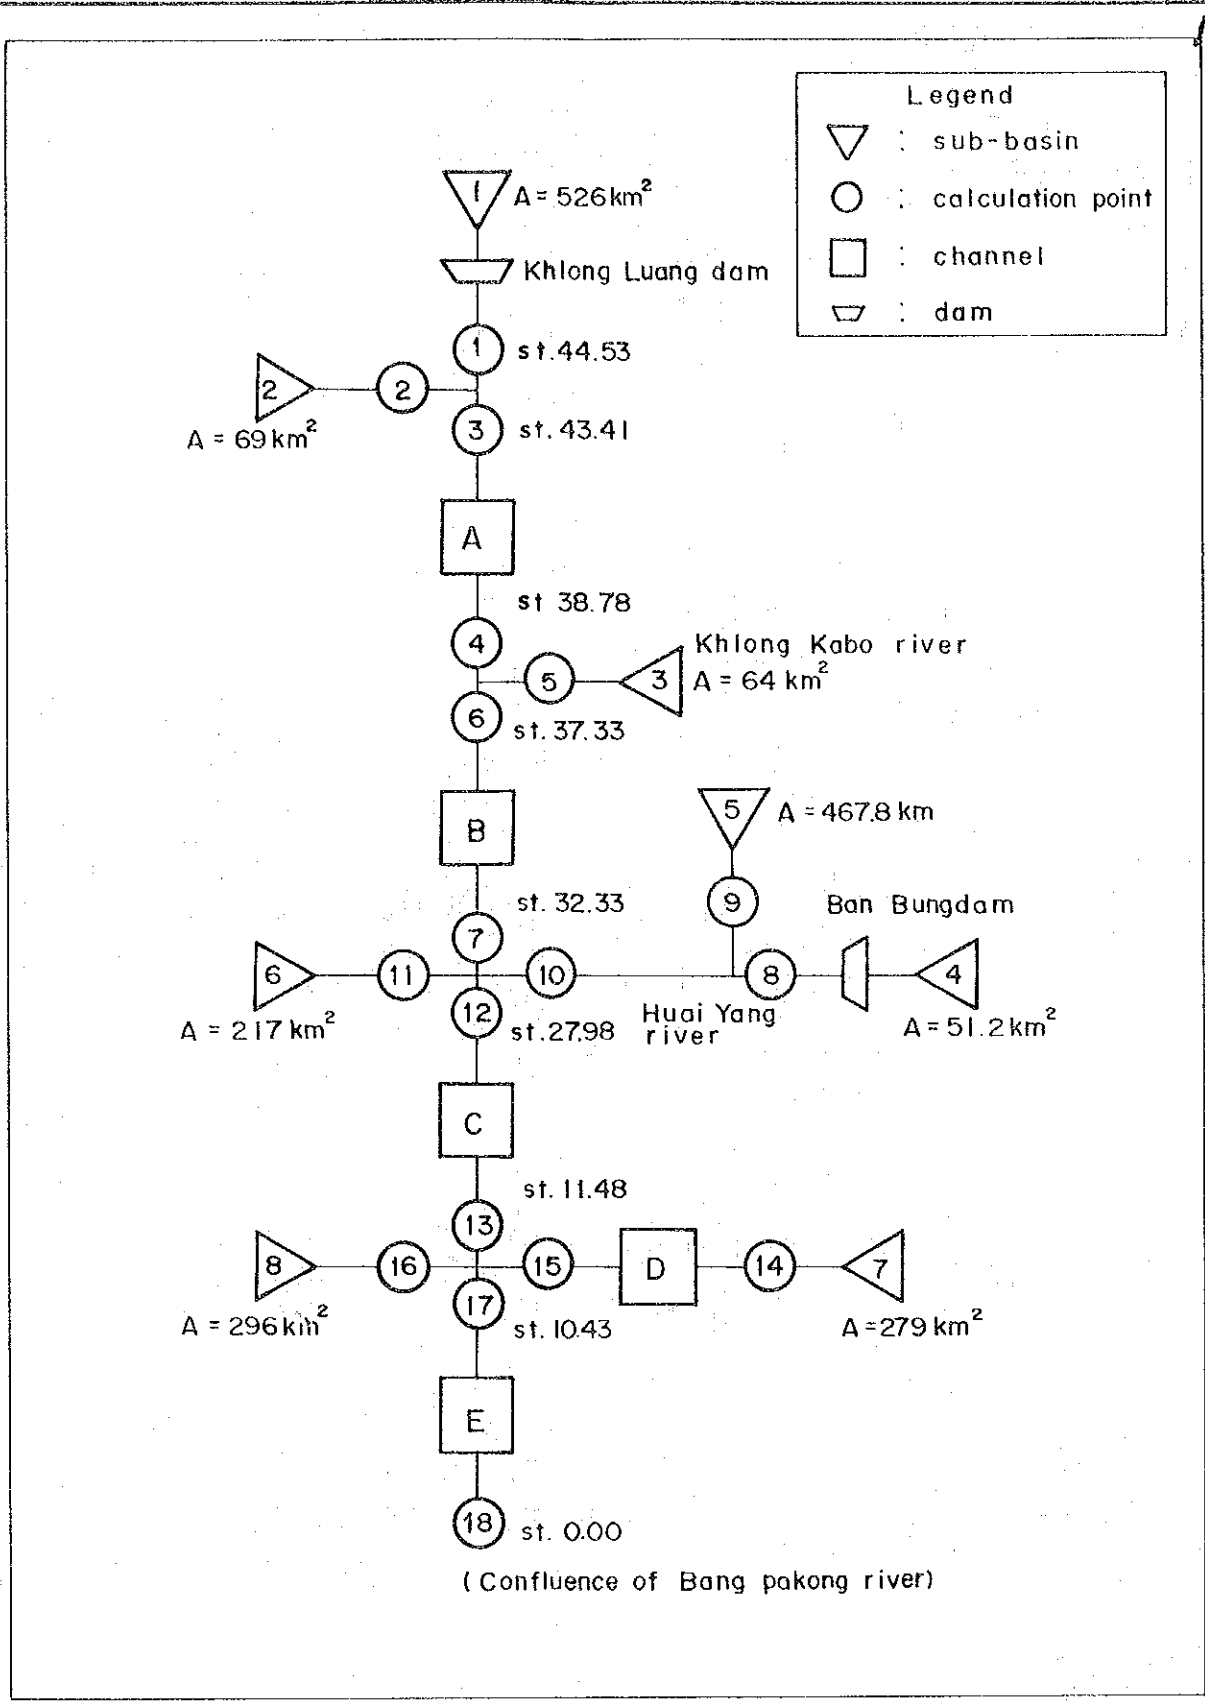 Legend
: sub-basin
: calculation point
: channel
: dam
1
A = 526 km²
Khlong Luang dam
1
st. 44.53
2
2
A = 69 km²
3
st. 43.41
A
st 38.78
4
Khlong Kabo river
5
3
A = 64 km²
6
st. 37.33
5
A = 467.8 km
B
st. 32.33
9
Ban Bungdam
7
6
11
10
8
4
A = 217 km²
12
st. 27.98
Huai Yang
river
A = 51.2 km²
C
st. 11.48
13
8
16
15
D
14
7
A = 296 km²
17
st. 10.43
A = 279 km²
E
18
st. 0.00
(Confluence of Bang pakong river)